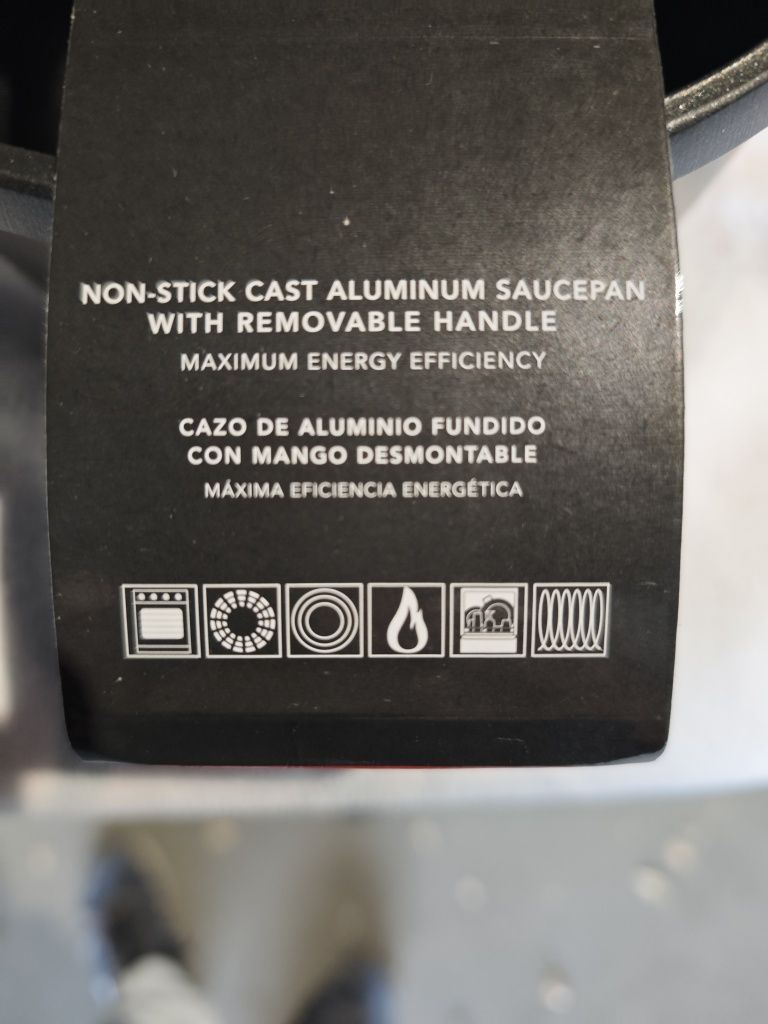 NON-STICK CAST ALUMINUM SAUCEPAN
WITH REMOVABLE HANDLE
MAXIMUM ENERGY EFFICIENCY
CAZO DE ALUMINIO FUNDIDO
CON MANGO DESMONTABLE
MÁXIMA EFICIENCIA ENERGÉTICA